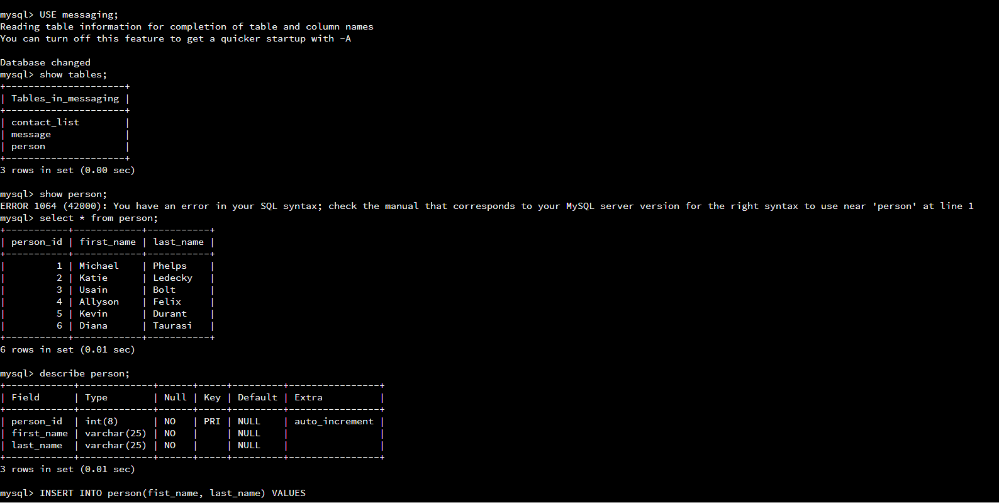 mysql> USE messaging;
Reading table information for completion of table and column names
You can turn off this feature to get a quicker startup with -A
Database changed
mysql> show tables;
+---------------------+
| Tables_in_messaging |
+---------------------+
| contact_list        |
| message             |
| person              |
+---------------------+
3 rows in set (0.00 sec)
mysql> show person;
ERROR 1064 (42000): You have an error in your SQL syntax; check the manual that corresponds to your MySQL server version for the right syntax to use near 'person' at line 1
mysql> select * from person;
+-----------+------------+-----------+
| person_id | first_name | last_name |
+-----------+------------+-----------+
|         1 | Michael    | Phelps    |
|         2 | Katie      | Ledecky   |
|         3 | Usain      | Bolt      |
|         4 | Allyson    | Felix     |
|         5 | Kevin      | Durant    |
|         6 | Diana      | Taurasi   |
+-----------+------------+-----------+
6 rows in set (0.01 sec)
mysql> describe person;
+------------+-------------+------+-----+---------+----------------+
| Field      | Type        | Null | Key | Default | Extra          |
+------------+-------------+------+-----+---------+----------------+
| person_id  | int(8)      | NO   | PRI | NULL    | auto_increment |
| first_name | varchar(25) | NO   |     | NULL    |                |
| last_name  | varchar(25) | NO   |     | NULL    |                |
+------------+-------------+------+-----+---------+----------------+
3 rows in set (0.01 sec)
mysql> INSERT INTO person(fist_name, last_name) VALUES